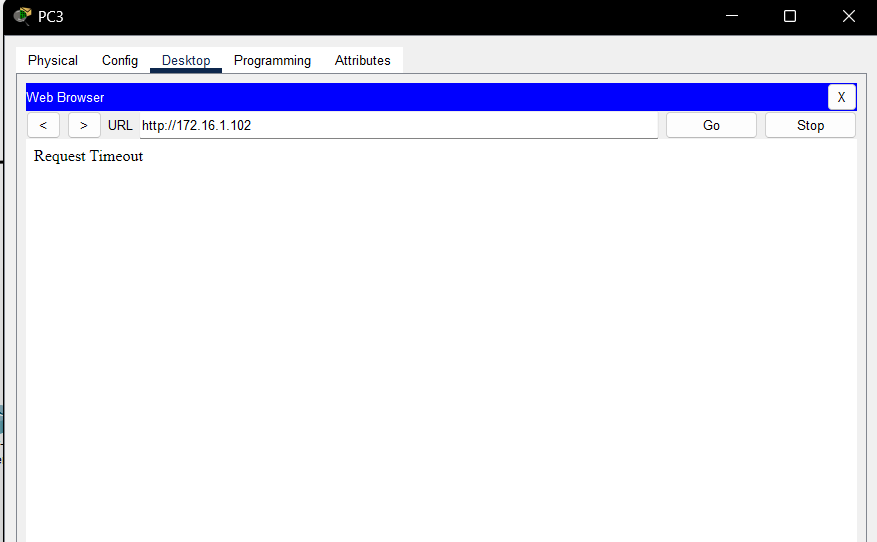 PC3
Physical Config Desktop Programming Attributes
Web Browser X
< > URL http://172.16.1.102 Go Stop
Request Timeout